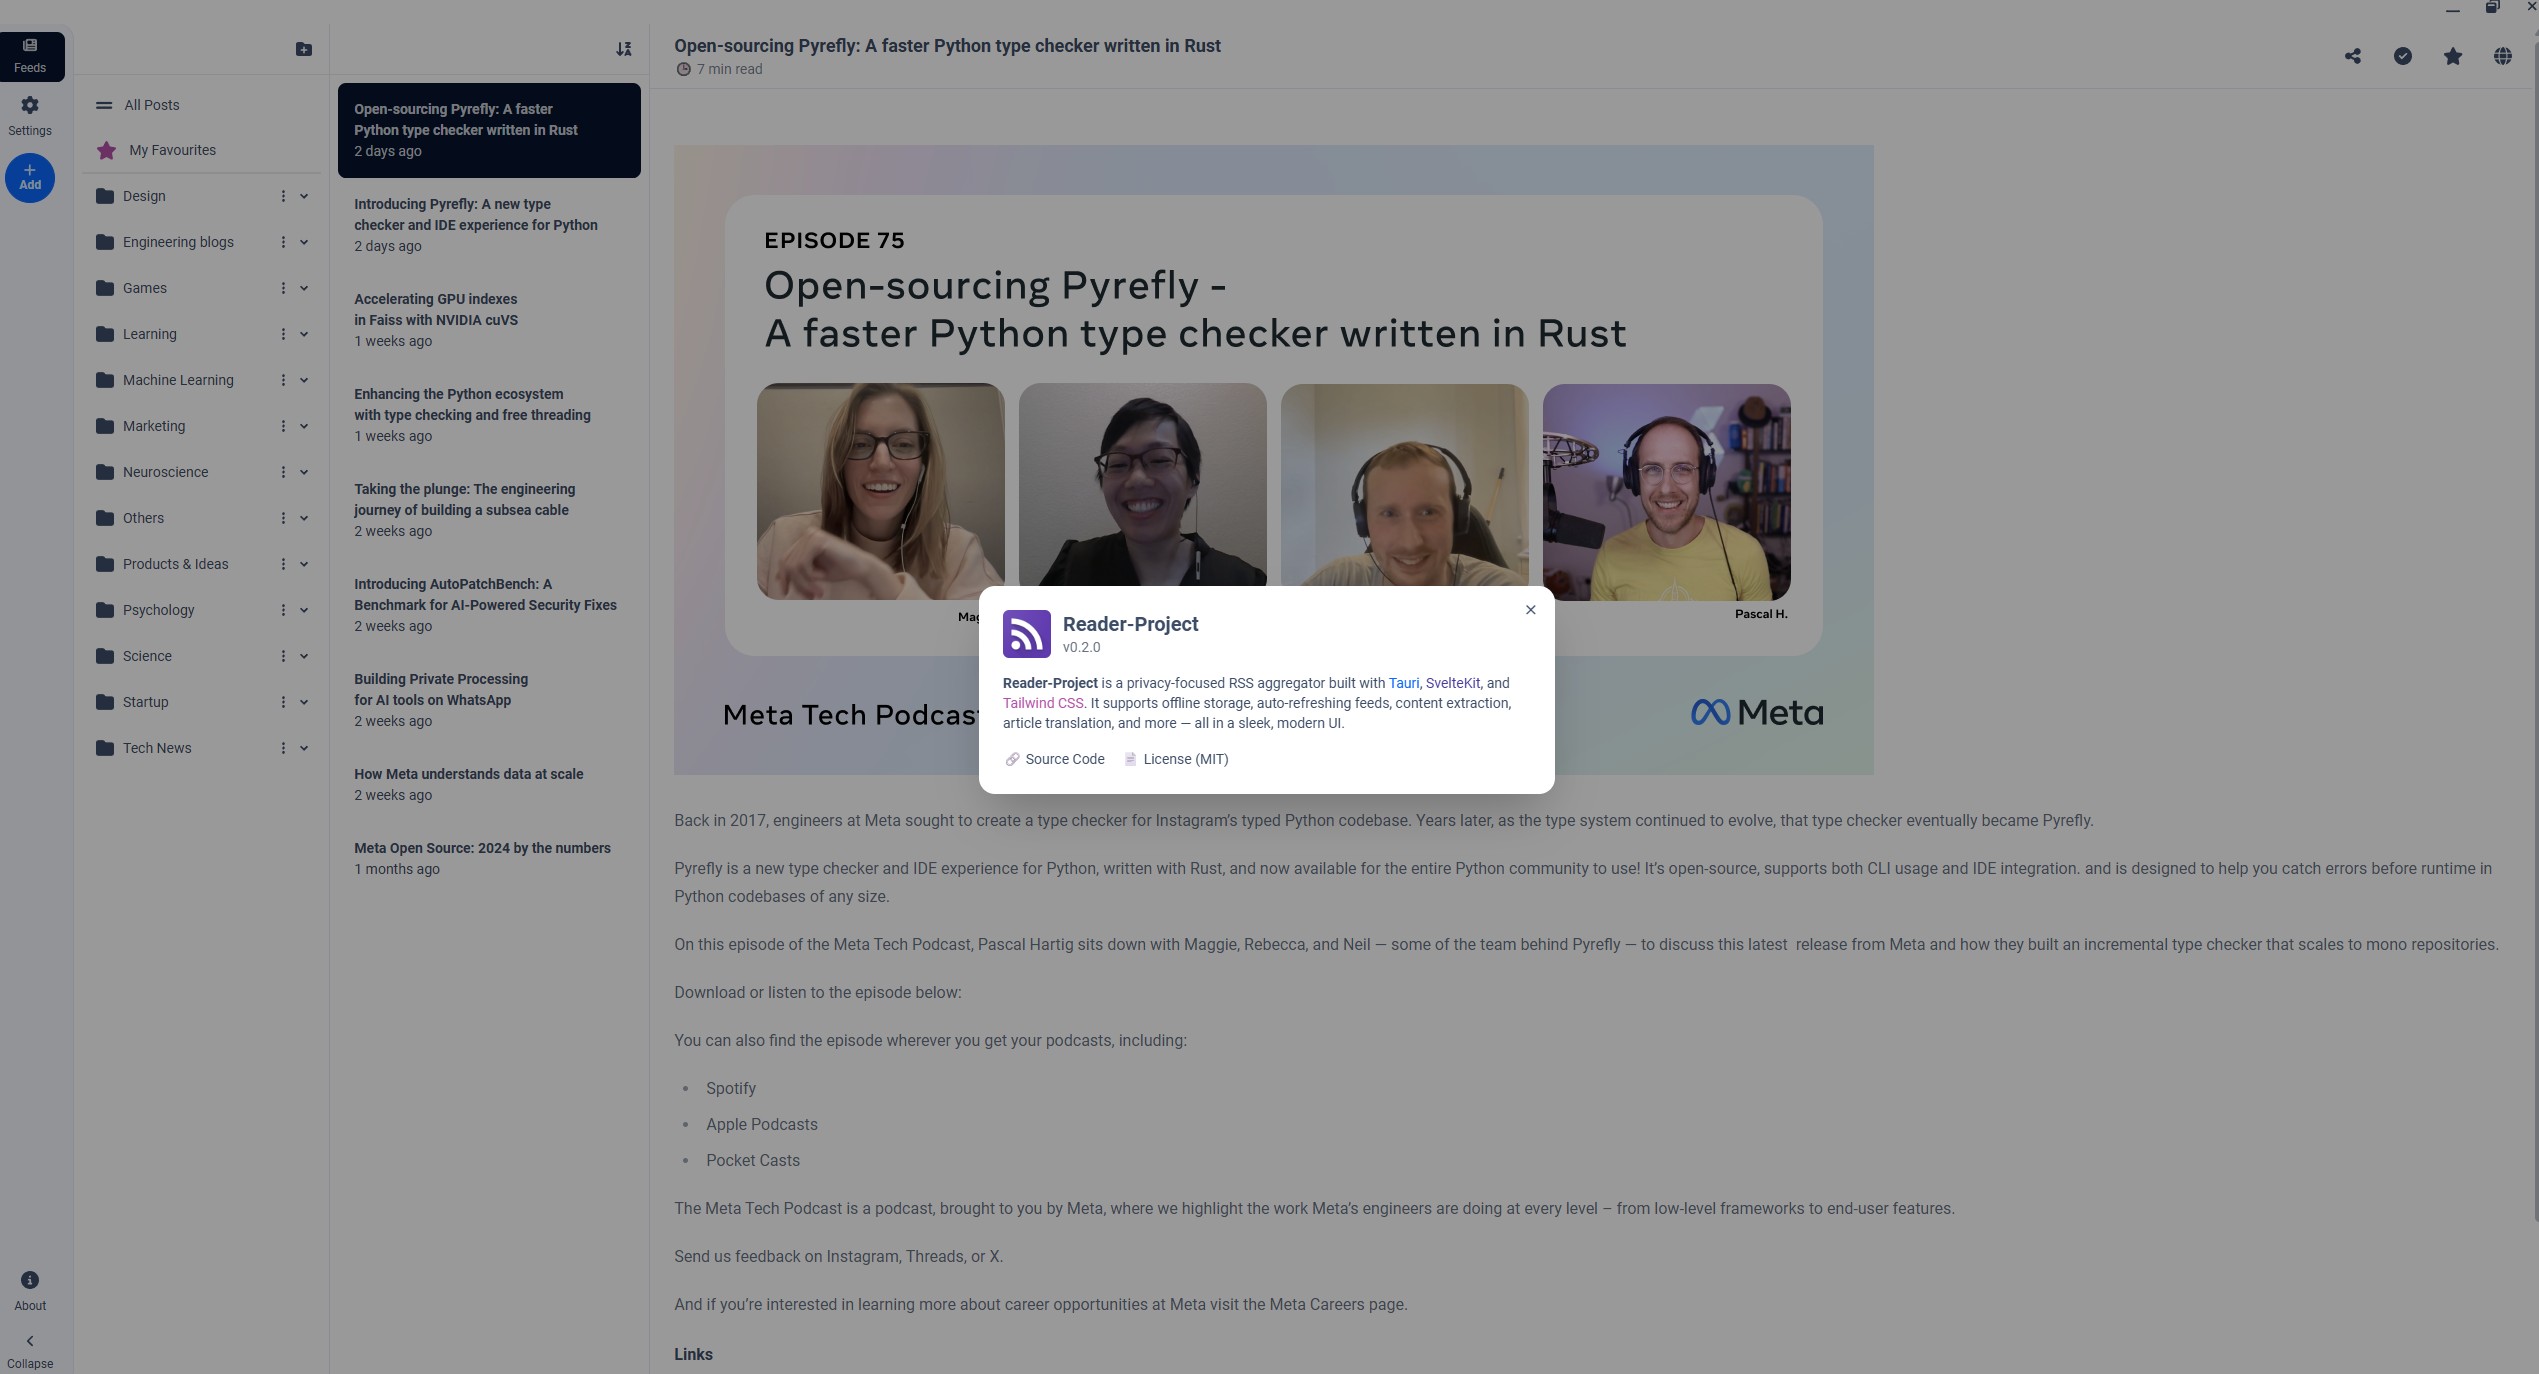 Feeds
Settings
Add
About
Collapse
All Posts
My Favourites
Design
Engineering blogs
Games
Learning
Machine Learning
Marketing
Neuroscience
Others
Products & Ideas
Psychology
Science
Startup
Tech News
Open-sourcing Pyrefly: A faster
Python type checker written in Rust
2 days ago
Introducing Pyrefly: A new type
checker and IDE experience for Python
2 days ago
Accelerating GPU indexes
in Faiss with NVIDIA cuVS
1 weeks ago
Enhancing the Python ecosystem
with type checking and free threading
1 weeks ago
Taking the plunge: The engineering
journey of building a subsea cable
2 weeks ago
Introducing AutoPatchBench: A
Benchmark for AI-Powered Security Fixes
2 weeks ago
Building Private Processing
for AI tools on WhatsApp
2 weeks ago
How Meta understands data at scale
2 weeks ago
Meta Open Source: 2024 by the numbers
1 months ago
Open-sourcing Pyrefly: A faster Python type checker written in Rust
7 min read
EPISODE 75
Open-sourcing Pyrefly -
A faster Python type checker written in Rust
Pascal H.
Meta Tech Podcast
Meta
Reader-Project
v0.2.0
Reader-Project is a privacy-focused RSS aggregator built with Tauri, SvelteKit, and
Tailwind CSS. It supports offline storage, auto-refreshing feeds, content extraction,
article translation, and more — all in a sleek, modern UI.
Source Code License (MIT)
Back in 2017, engineers at Meta sought to create a type checker for Instagram’s typed Python codebase. Years later, as the type system continued to evolve, that type checker eventually became Pyrefly.
Pyrefly is a new type checker and IDE experience for Python, written with Rust, and now available for the entire Python community to use! It’s open-source, supports both CLI usage and IDE integration. and is designed to help you catch errors before runtime in
Python codebases of any size.
On this episode of the Meta Tech Podcast, Pascal Hartig sits down with Maggie, Rebecca, and Neil — some of the team behind Pyrefly — to discuss this latest release from Meta and how they built an incremental type checker that scales to mono repositories.
Download or listen to the episode below:
You can also find the episode wherever you get your podcasts, including:
• Spotify
• Apple Podcasts
• Pocket Casts
The Meta Tech Podcast is a podcast, brought to you by Meta, where we highlight the work Meta’s engineers are doing at every level – from low-level frameworks to end-user features.
Send us feedback on Instagram, Threads, or X.
And if you’re interested in learning more about career opportunities at Meta visit the Meta Careers page.
Links